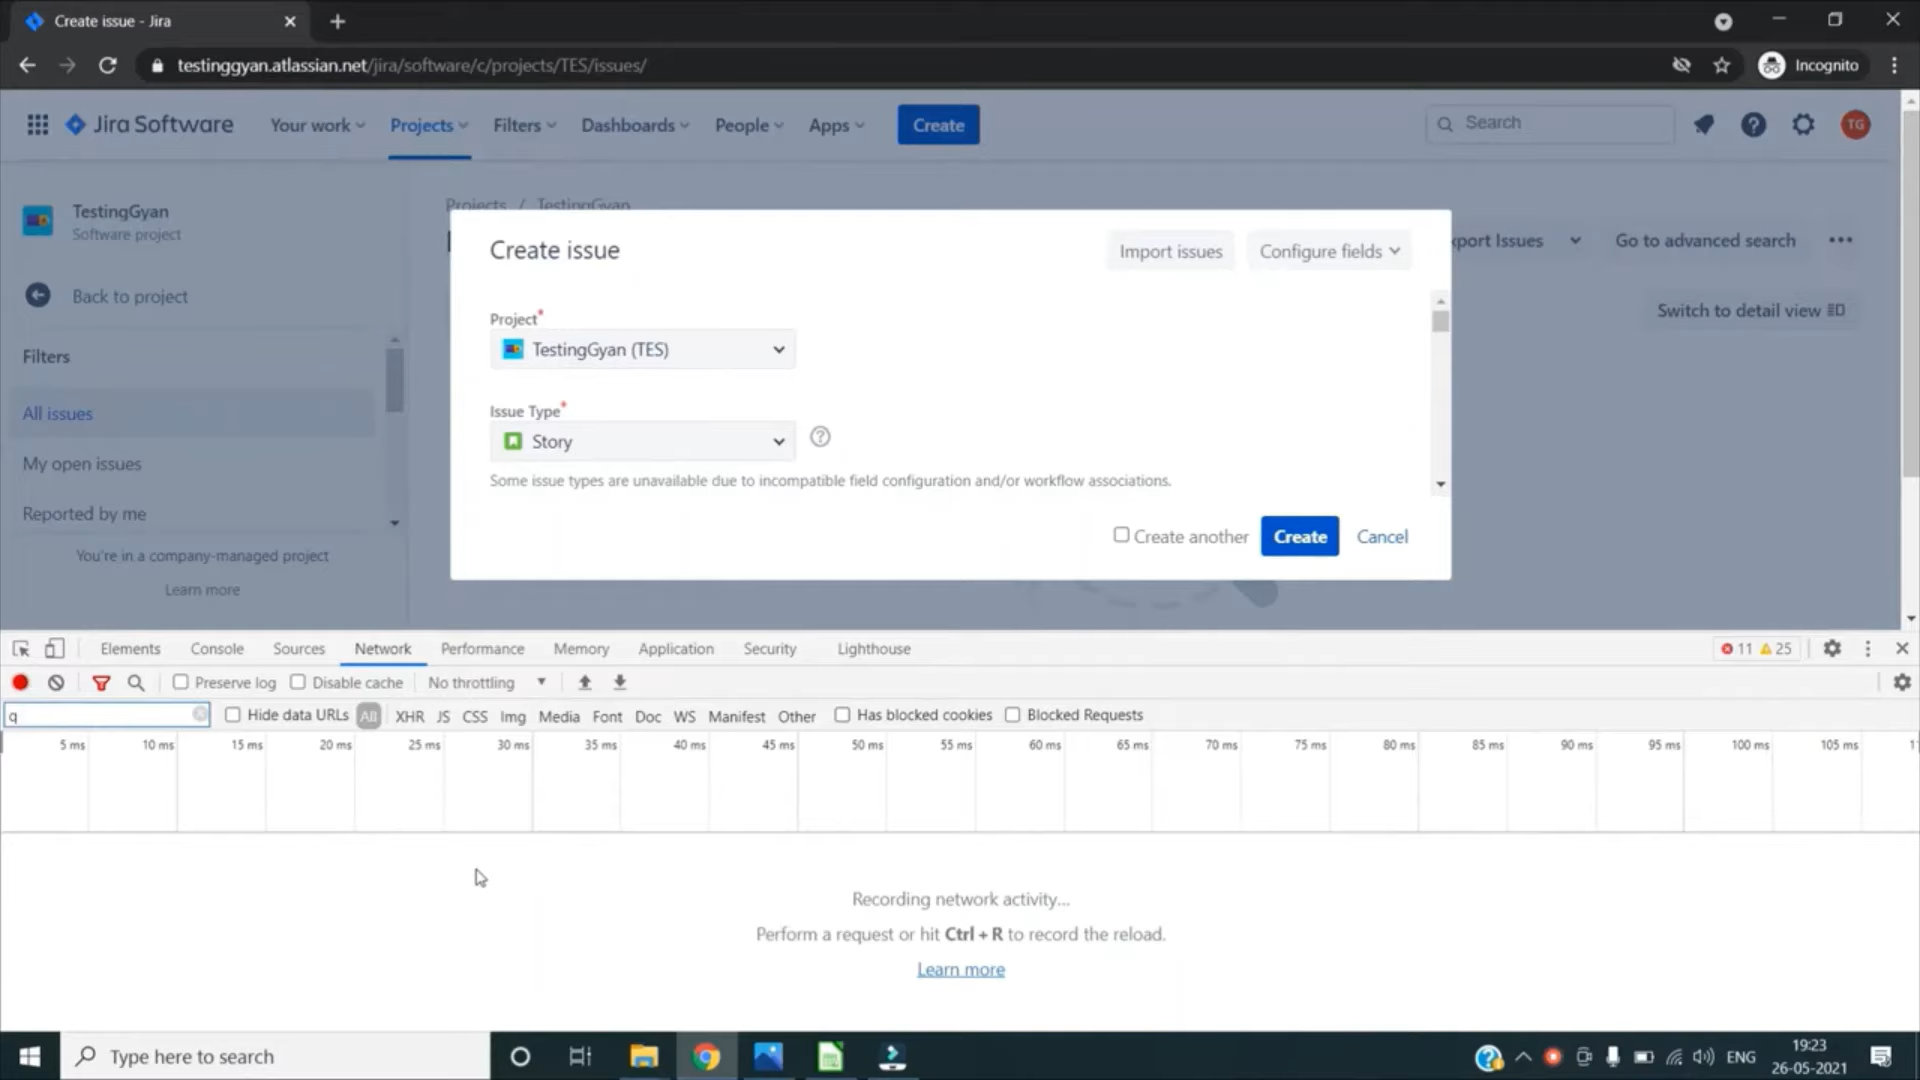 Create issue - Jira
testinggyan.atlassian.net/jira/software/c/projects/TES/issues/
Incognito
Jira Software
Your work
Projects
Filters
Dashboards
People
Apps
Create
Search
TG
TestingGyan
Software project
Back to project
Filters
All issues
My open issues
Reported by me
You're in a company-managed project
Learn more
Projects / TestingGyan
xport Issues
Go to advanced search
Switch to detail view
Create issue
Import issues
Configure fields
Project*
TestingGyan (TES)
Issue Type*
Story
Some issue types are unavailable due to incompatible field configuration and/or workflow associations.
Create another
Create
Cancel
Elements
Console
Sources
Network
Performance
Memory
Application
Security
Lighthouse
11
25
Preserve log
Disable cache
No throttling
q
Hide data URLs
All
XHR
JS
CSS
Img
Media
Font
Doc
WS
Manifest
Other
Has blocked cookies
Blocked Requests
5 ms
10 ms
15 ms
20 ms
25 ms
30 ms
35 ms
40 ms
45 ms
50 ms
55 ms
60 ms
65 ms
70 ms
75 ms
80 ms
85 ms
90 ms
95 ms
100 ms
105 ms
Recording network activity...
Perform a request or hit Ctrl + R to record the reload.
Learn more
Type here to search
ENG
19:23
26-05-2021